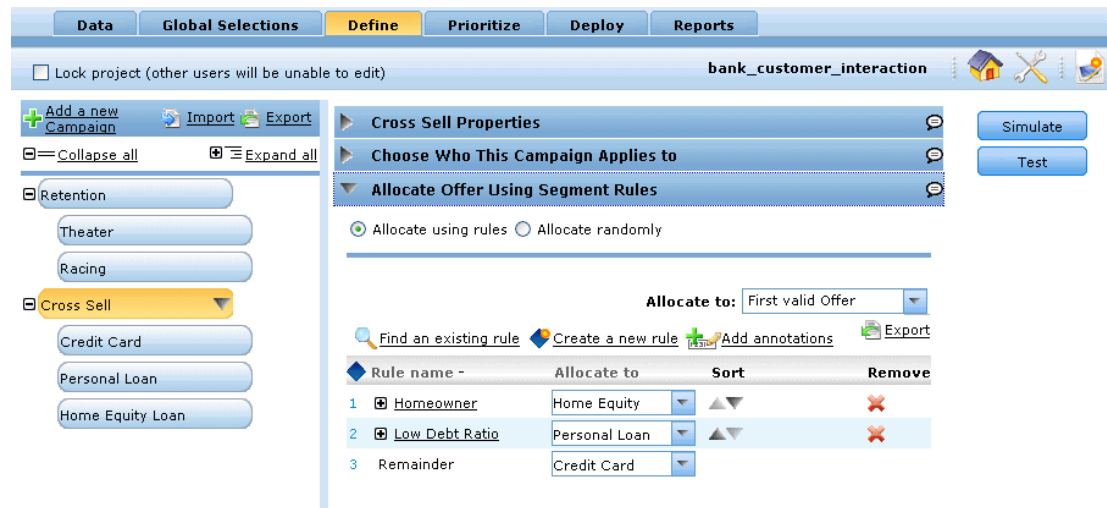 Data Global Selections Define Prioritize Deploy Reports
Lock project (other users will be unable to edit)
bank_customer_interaction
Add a new
Campaign
Import
Export
Collapse all
Expand all
Retention
Theater
Racing
Cross Sell
Credit Card
Personal Loan
Home Equity Loan
Cross Sell Properties
Choose Who This Campaign Applies to
Allocate Offer Using Segment Rules
Allocate using rules Allocate randomly
Allocate to: First valid Offer
Find an existing rule Create a new rule Add annotations Export
Rule name - Allocate to Sort Remove
1 Homeowner Home Equity
2 Low Debt Ratio Personal Loan
3 Remainder Credit Card
Simulate
Test